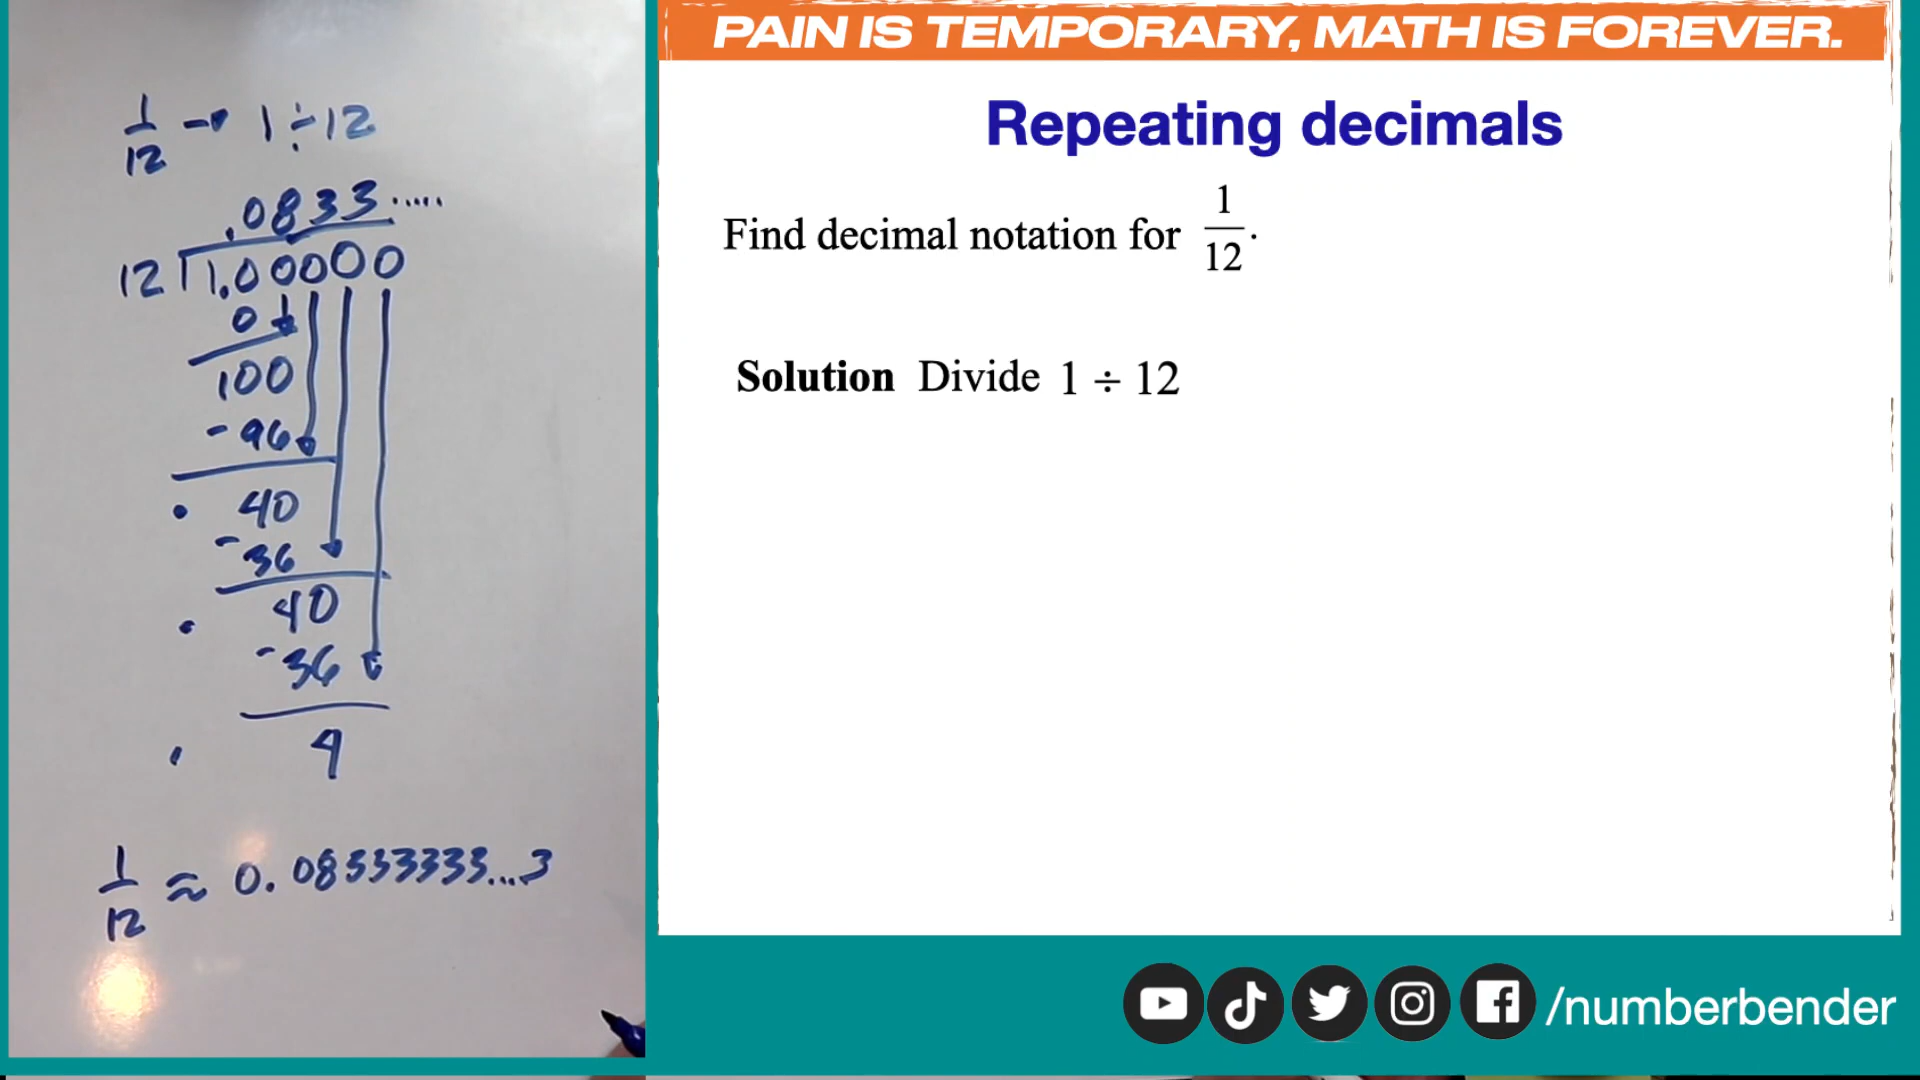 1/12 → 1 ÷ 12
.0833.....
12 1.00000
0
100
-96
40
-36
40
-36
4
1/12 ≈ 0.08333333...3
PAIN IS TEMPORARY, MATH IS FOREVER.
Repeating decimals
Find decimal notation for 1/12.
Solution Divide 1 ÷ 12
/numberbender